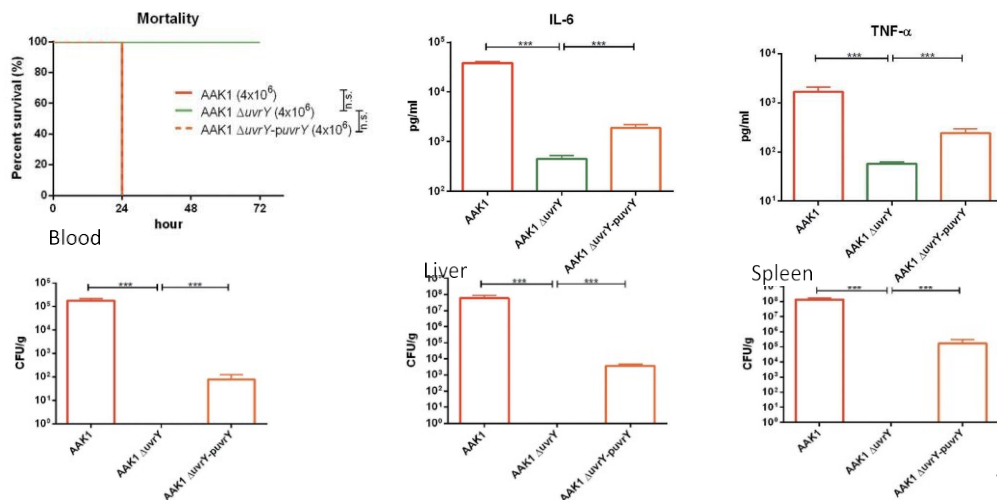 Mortality
Percent survival (%)
100
80
60
40
20
0
0 24 48 72
hour
AAK1 (4x10⁶)
AAK1 ΔuvrY (4x10⁶)
AAK1 ΔuvrY-puvrY (4x10⁶)
n.s.
n.s.
IL-6
*** ***
pg/ml
10⁵
10⁴
10³
10²
AAK1
AAK1 ΔuvrY
AAK1 ΔuvrY-puvrY
TNF-α
*** ***
pg/ml
10⁴
10³
10²
10¹
AAK1
AAK1 ΔuvrY
AAK1 ΔuvrY-puvrY
Blood
*** ***
CFU/g
10⁶
10⁵
10⁴
10³
10²
10¹
10⁰
AAK1
AAK1 ΔuvrY
AAK1 ΔuvrY-puvrY
Liver
*** ***
CFU/g
10⁹
10⁸
10⁷
10⁶
10⁵
10⁴
10³
10²
10¹
10⁰
AAK1
AAK1 ΔuvrY
AAK1 ΔuvrY-puvrY
Spleen
*** ***
CFU/g
10⁹
10⁸
10⁷
10⁶
10⁵
10⁴
10³
10²
10¹
10⁰
AAK1
AAK1 ΔuvrY
AAK1 ΔuvrY-puvrY